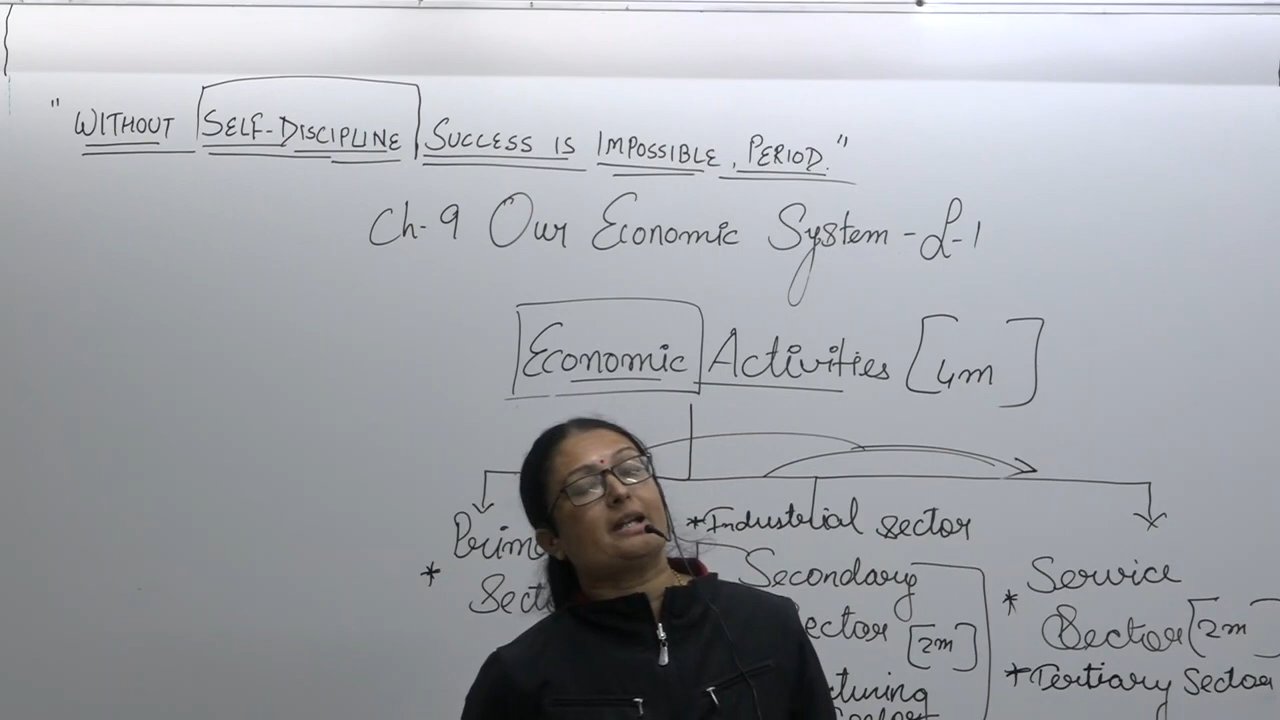 "WITHOUT SELF-DISCIPLINE SUCCESS IS IMPOSSIBLE, PERIOD."
Ch-9 Our Economic System - L-1
Economic Activities [4m]
*Industrial sector
Secondary
[2m]
* Service
Sector [2m]
*Tertiary Sector